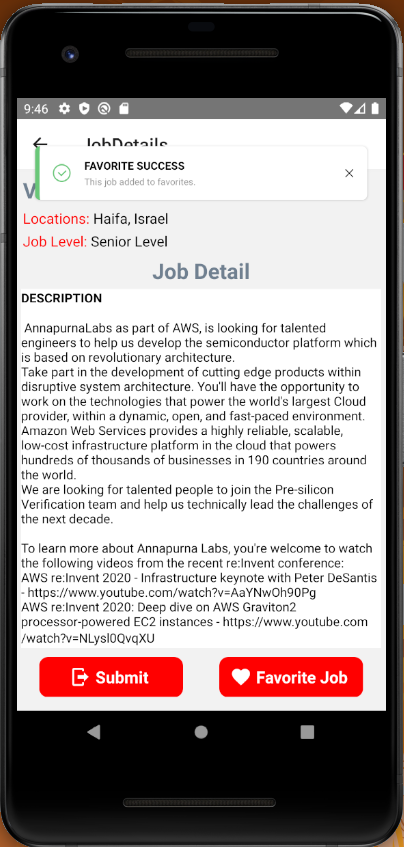 9:46
JobDetails
FAVORITE SUCCESS
This job added to favorites.
Locations: Haifa, Israel
Job Level: Senior Level
Job Detail
DESCRIPTION
AnnapurnaLabs as part of AWS, is looking for talented
engineers to help us develop the semiconductor platform which
is based on revolutionary architecture.
Take part in the development of cutting edge products within
disruptive system architecture. You'll have the opportunity to
work on the technologies that power the world's largest Cloud
provider, within a dynamic, open, and fast-paced environment.
Amazon Web Services provides a highly reliable, scalable,
low-cost infrastructure platform in the cloud that powers
hundreds of thousands of businesses in 190 countries around
the world.
We are looking for talented people to join the Pre-silicon
Verification team and help us technically lead the challenges of
the next decade.
To learn more about Annapurna Labs, you're welcome to watch
the following videos from the recent re:Invent conference:
AWS re:Invent 2020 - Infrastructure keynote with Peter DeSantis
- https://www.youtube.com/watch?v=AaYNwOh90Pg
AWS re:Invent 2020: Deep dive on AWS Graviton2
processor-powered EC2 instances - https://www.youtube.com
/watch?v=NLysl0QvqXU
Submit
Favorite Job